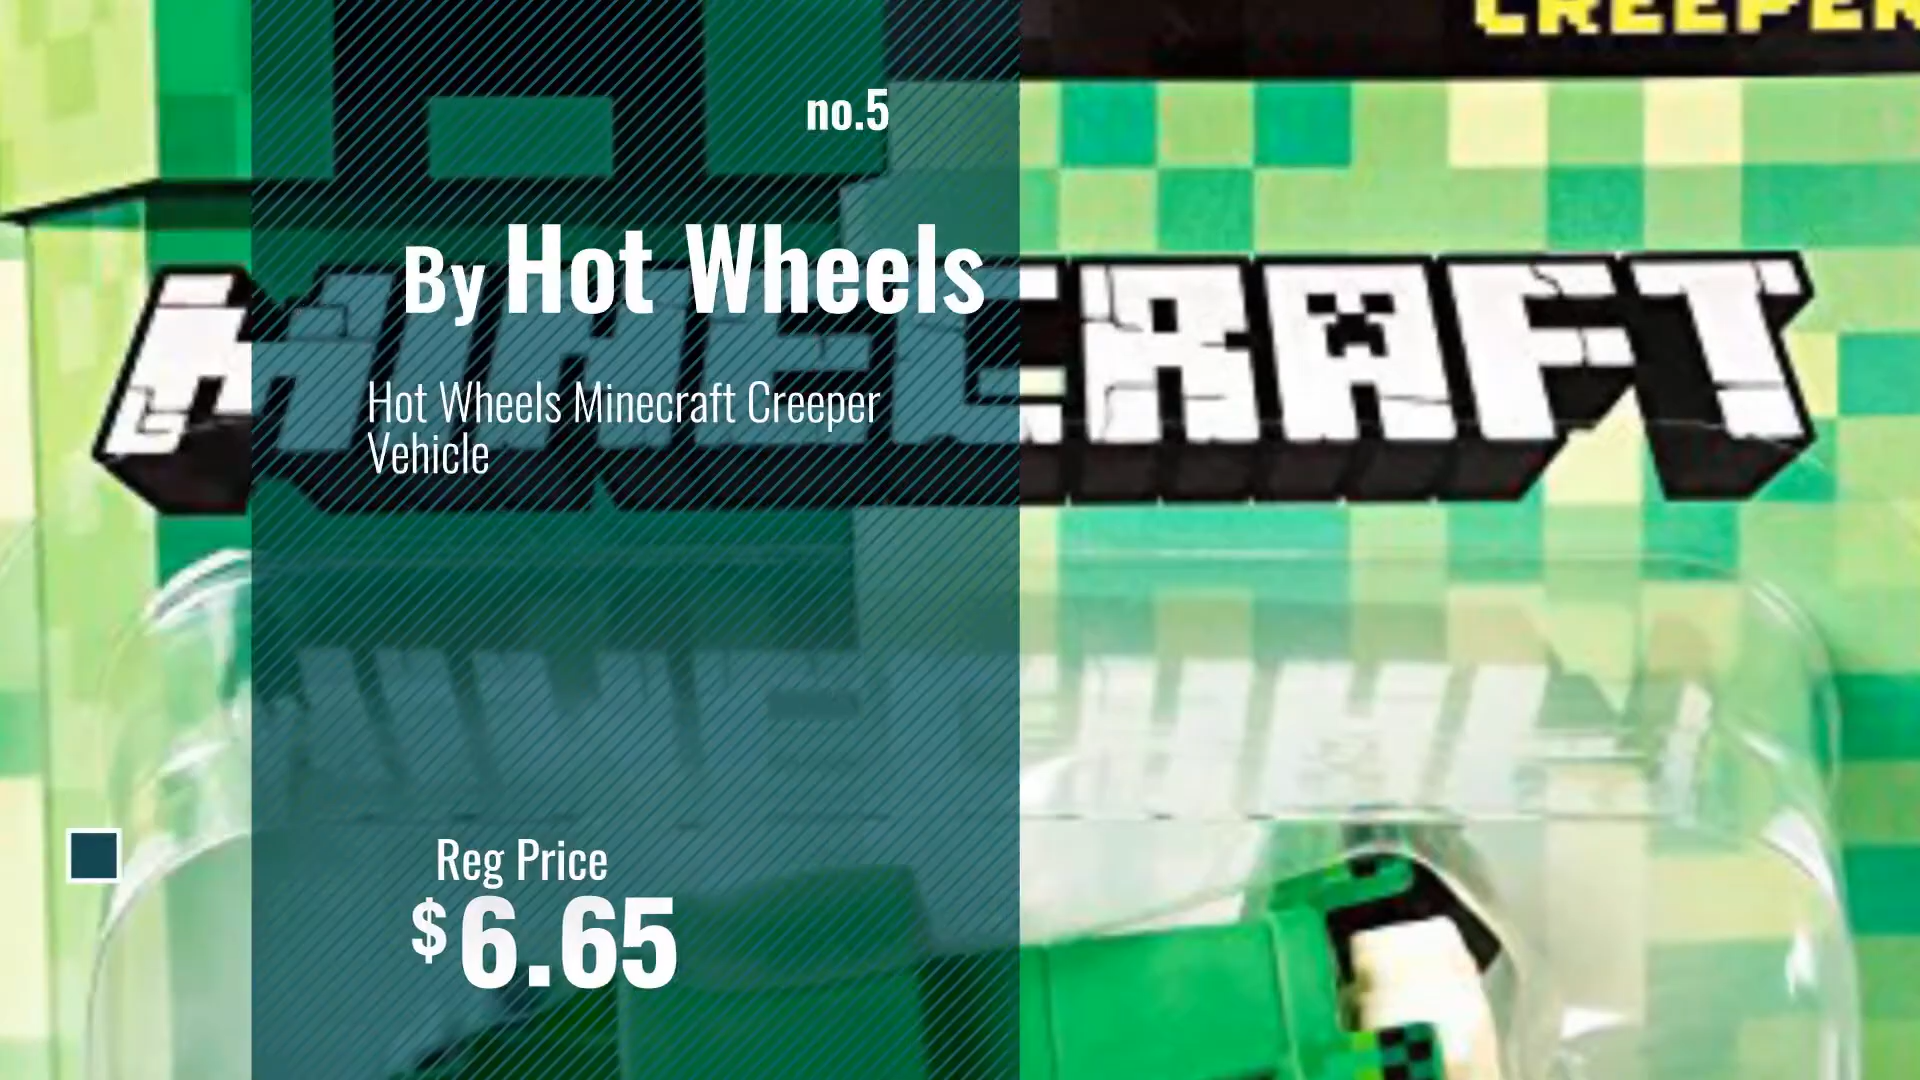 CREEPER
no.5
By Hot Wheels
MINECRAFT
Hot Wheels Minecraft Creeper
Vehicle
Reg Price
$6.65